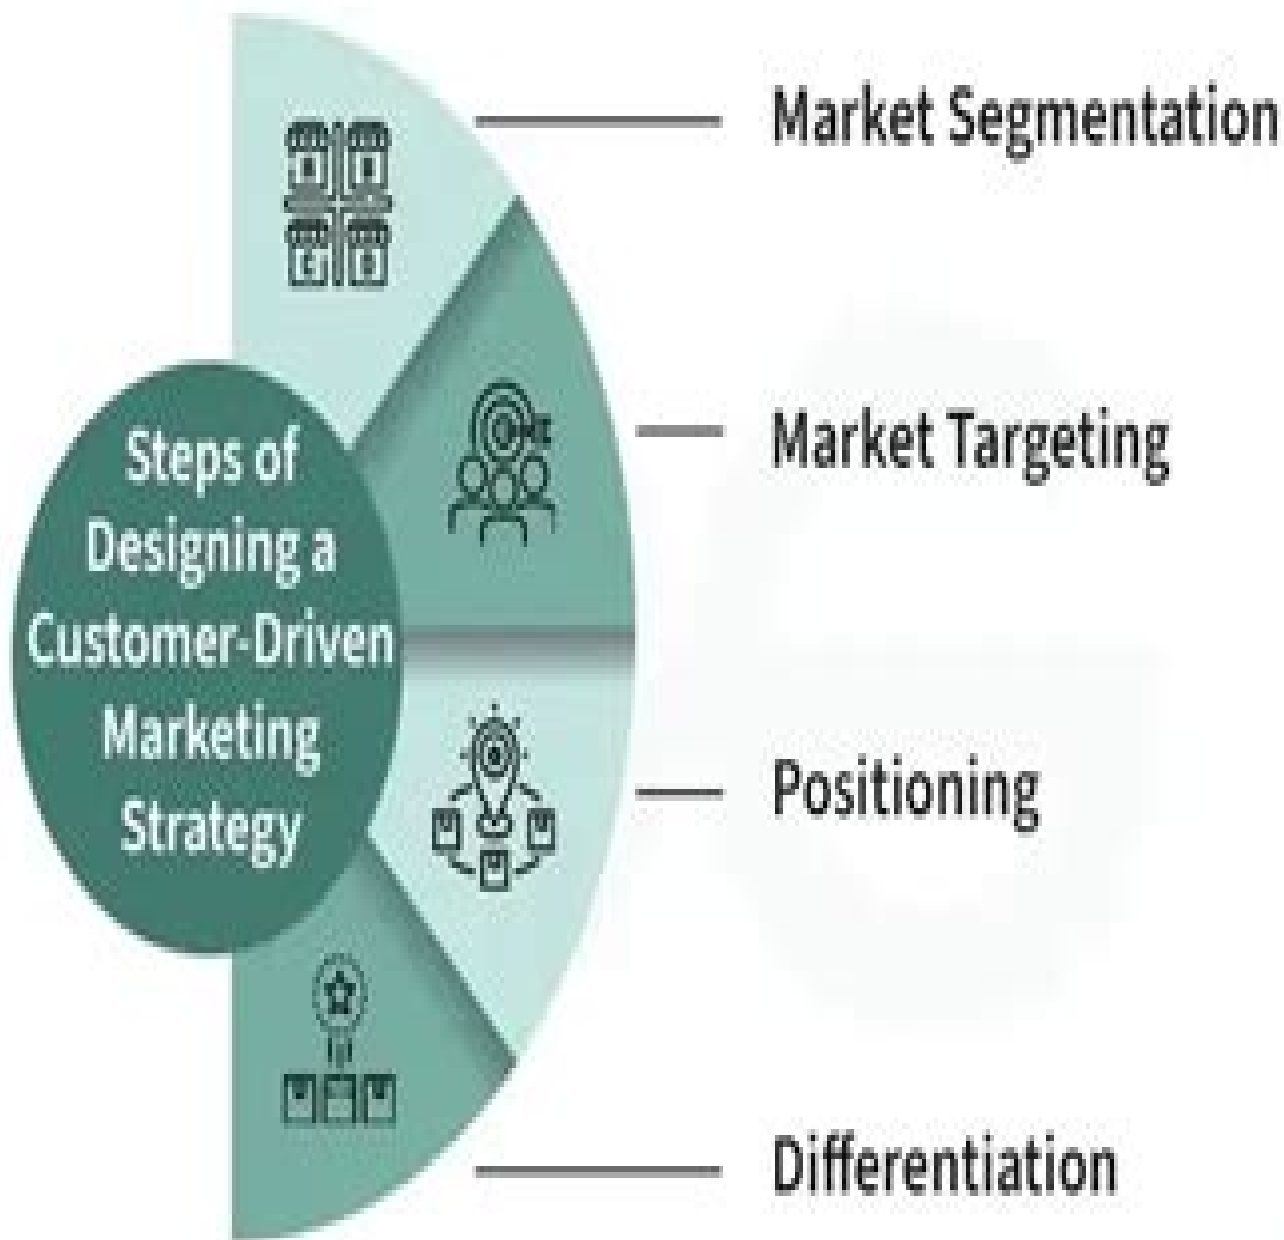 Steps of
Designing a
Customer-Driven
Marketing
Strategy
Market Segmentation
Market Targeting
Positioning
Differentiation